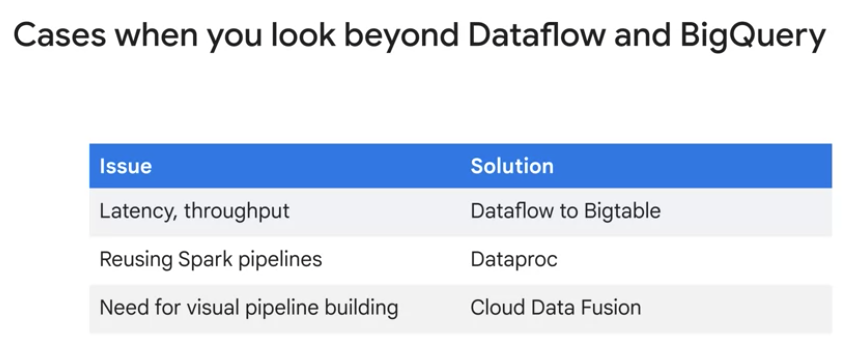 Cases when you look beyond Dataflow and BigQuery
Issue Solution
Latency, throughput Dataflow to Bigtable
Reusing Spark pipelines Dataproc
Need for visual pipeline building Cloud Data Fusion